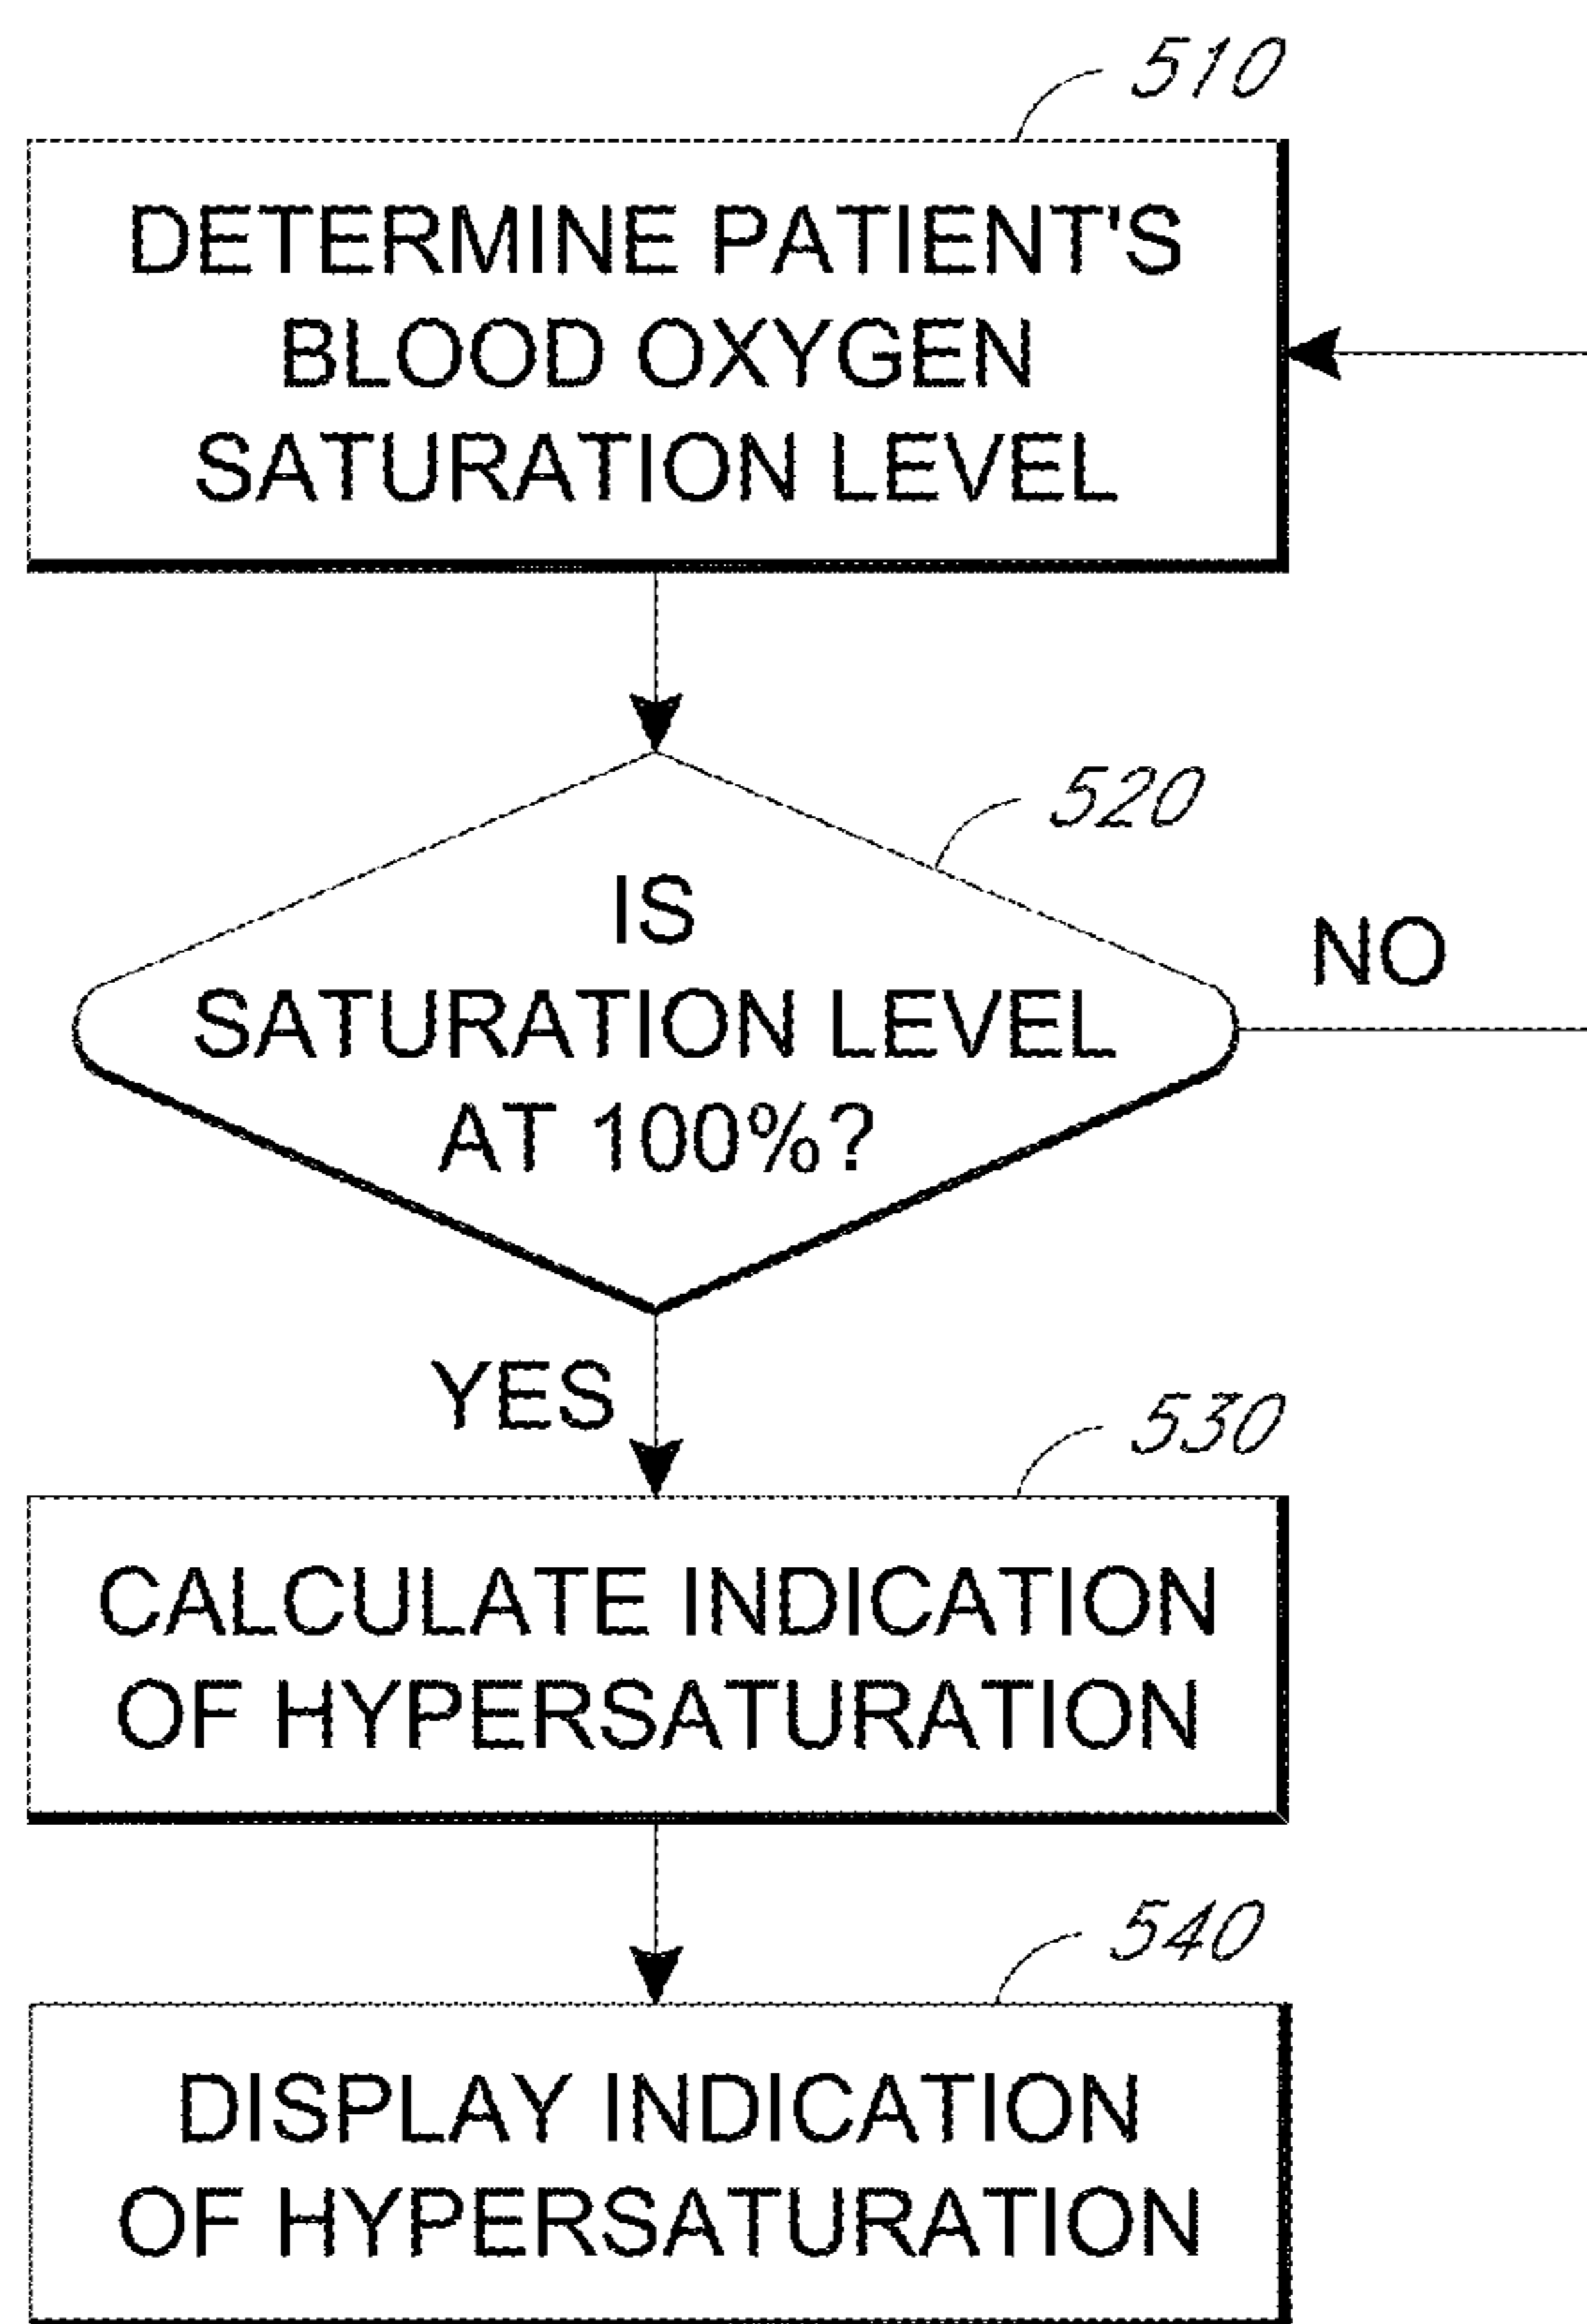 510
DETERMINE PATIENT'S
BLOOD OXYGEN
SATURATION LEVEL
520
IS
SATURATION LEVEL
AT 100%?
NO
YES
530
CALCULATE INDICATION
OF HYPERSATURATION
540
DISPLAY INDICATION
OF HYPERSATURATION